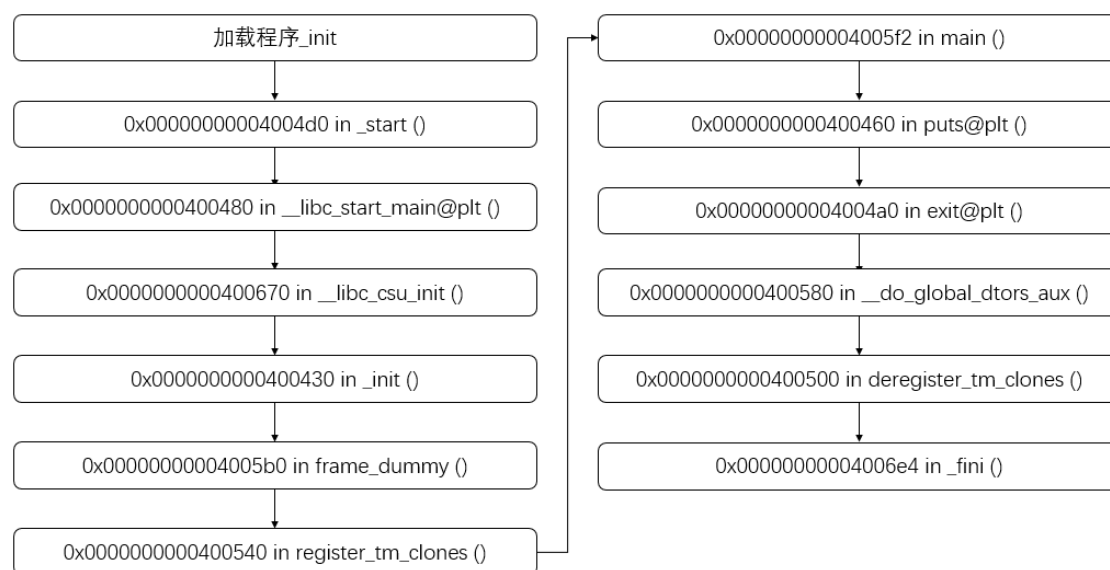 加载程序_init
0x00000000004004d0 in _start ()
0x0000000000400480 in __libc_start_main@plt ()
0x0000000000400670 in __libc_csu_init ()
0x0000000000400430 in _init ()
0x00000000004005b0 in frame_dummy ()
0x0000000000400540 in register_tm_clones ()
0x00000000004005f2 in main ()
0x0000000000400460 in puts@plt ()
0x00000000004004a0 in exit@plt ()
0x0000000000400580 in __do_global_dtors_aux ()
0x0000000000400500 in deregister_tm_clones ()
0x00000000004006e4 in _fini ()